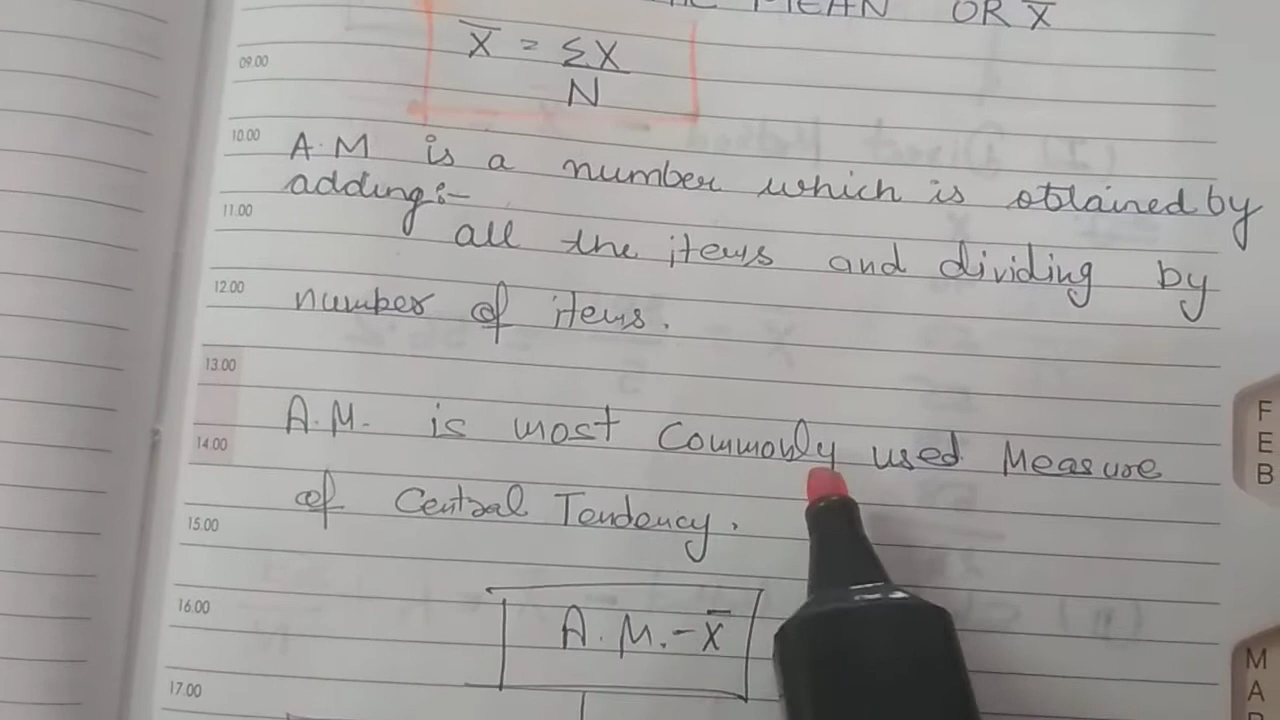 MEAN OR X̅
X̅ = ΣX
N
09.00
10.00
A.M is a number which is obtained by
adding:-
11.00
all the items and dividing by
12.00
number of items.
13.00
A.M. is most Commonly used Measure
14.00
of Central Tendency.
15.00
A.M. - X̅
16.00
17.00
FEB
MA